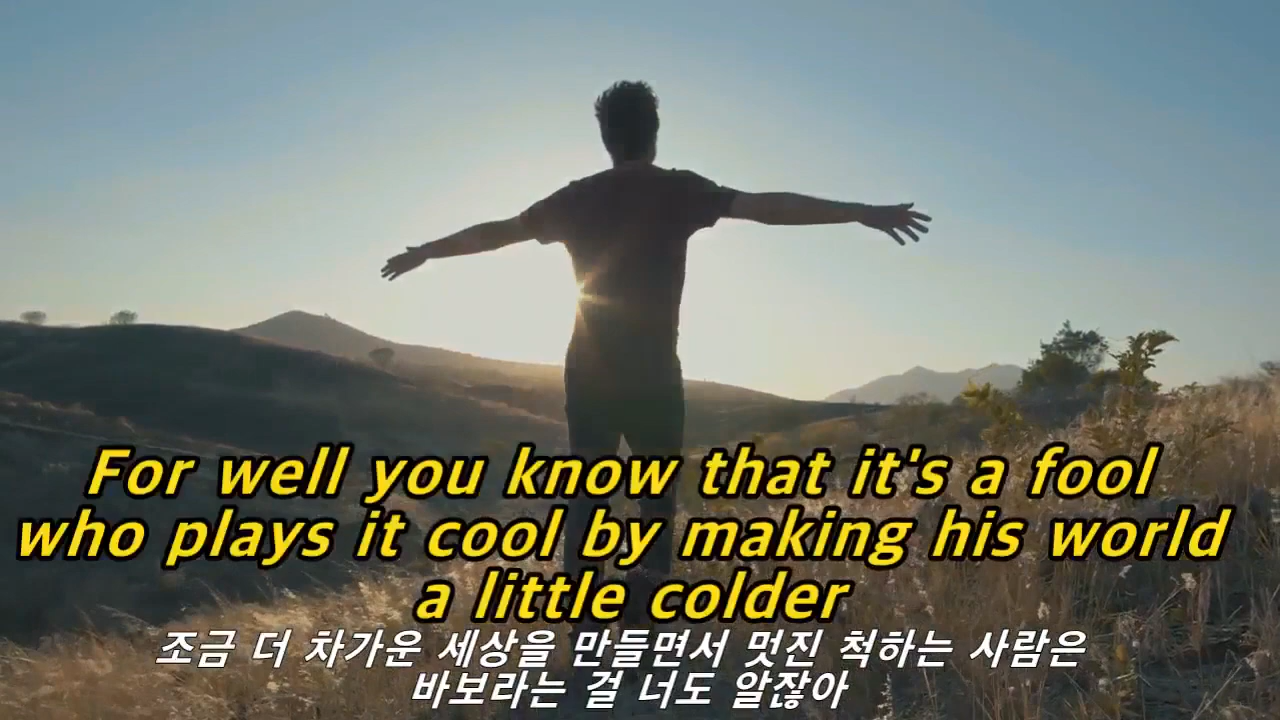 For well you know that it's a fool
who plays it cool by making his world
a little colder
조금 더 차가운 세상을 만들면서 멋진 척하는 사람은
바보라는 걸 너도 알잖아